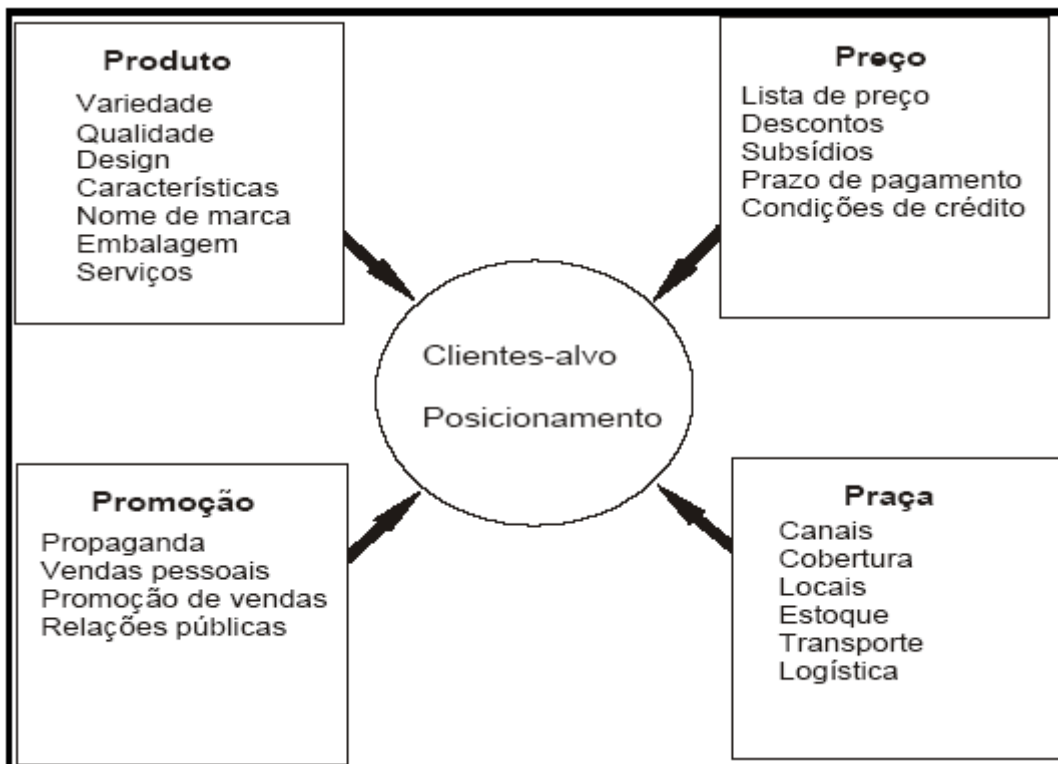 Produto
Variedade
Qualidade
Design
Características
Nome de marca
Embalagem
Serviços
Preço
Lista de preço
Descontos
Subsídios
Prazo de pagamento
Condições de crédito
Clientes-alvo
Posicionamento
Promoção
Propaganda
Vendas pessoais
Promoção de vendas
Relações públicas
Praça
Canais
Cobertura
Locais
Estoque
Transporte
Logística